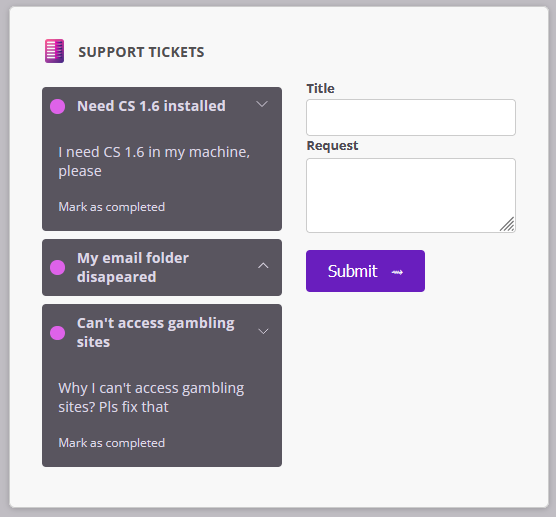 SUPPORT TICKETS
Need CS 1.6 installed
I need CS 1.6 in my machine,
please
Mark as completed
My email folder
disapeared
Can't access gambling
sites
Why I can't access gambling
sites? Pls fix that
Mark as completed
Title
Request
Submit →